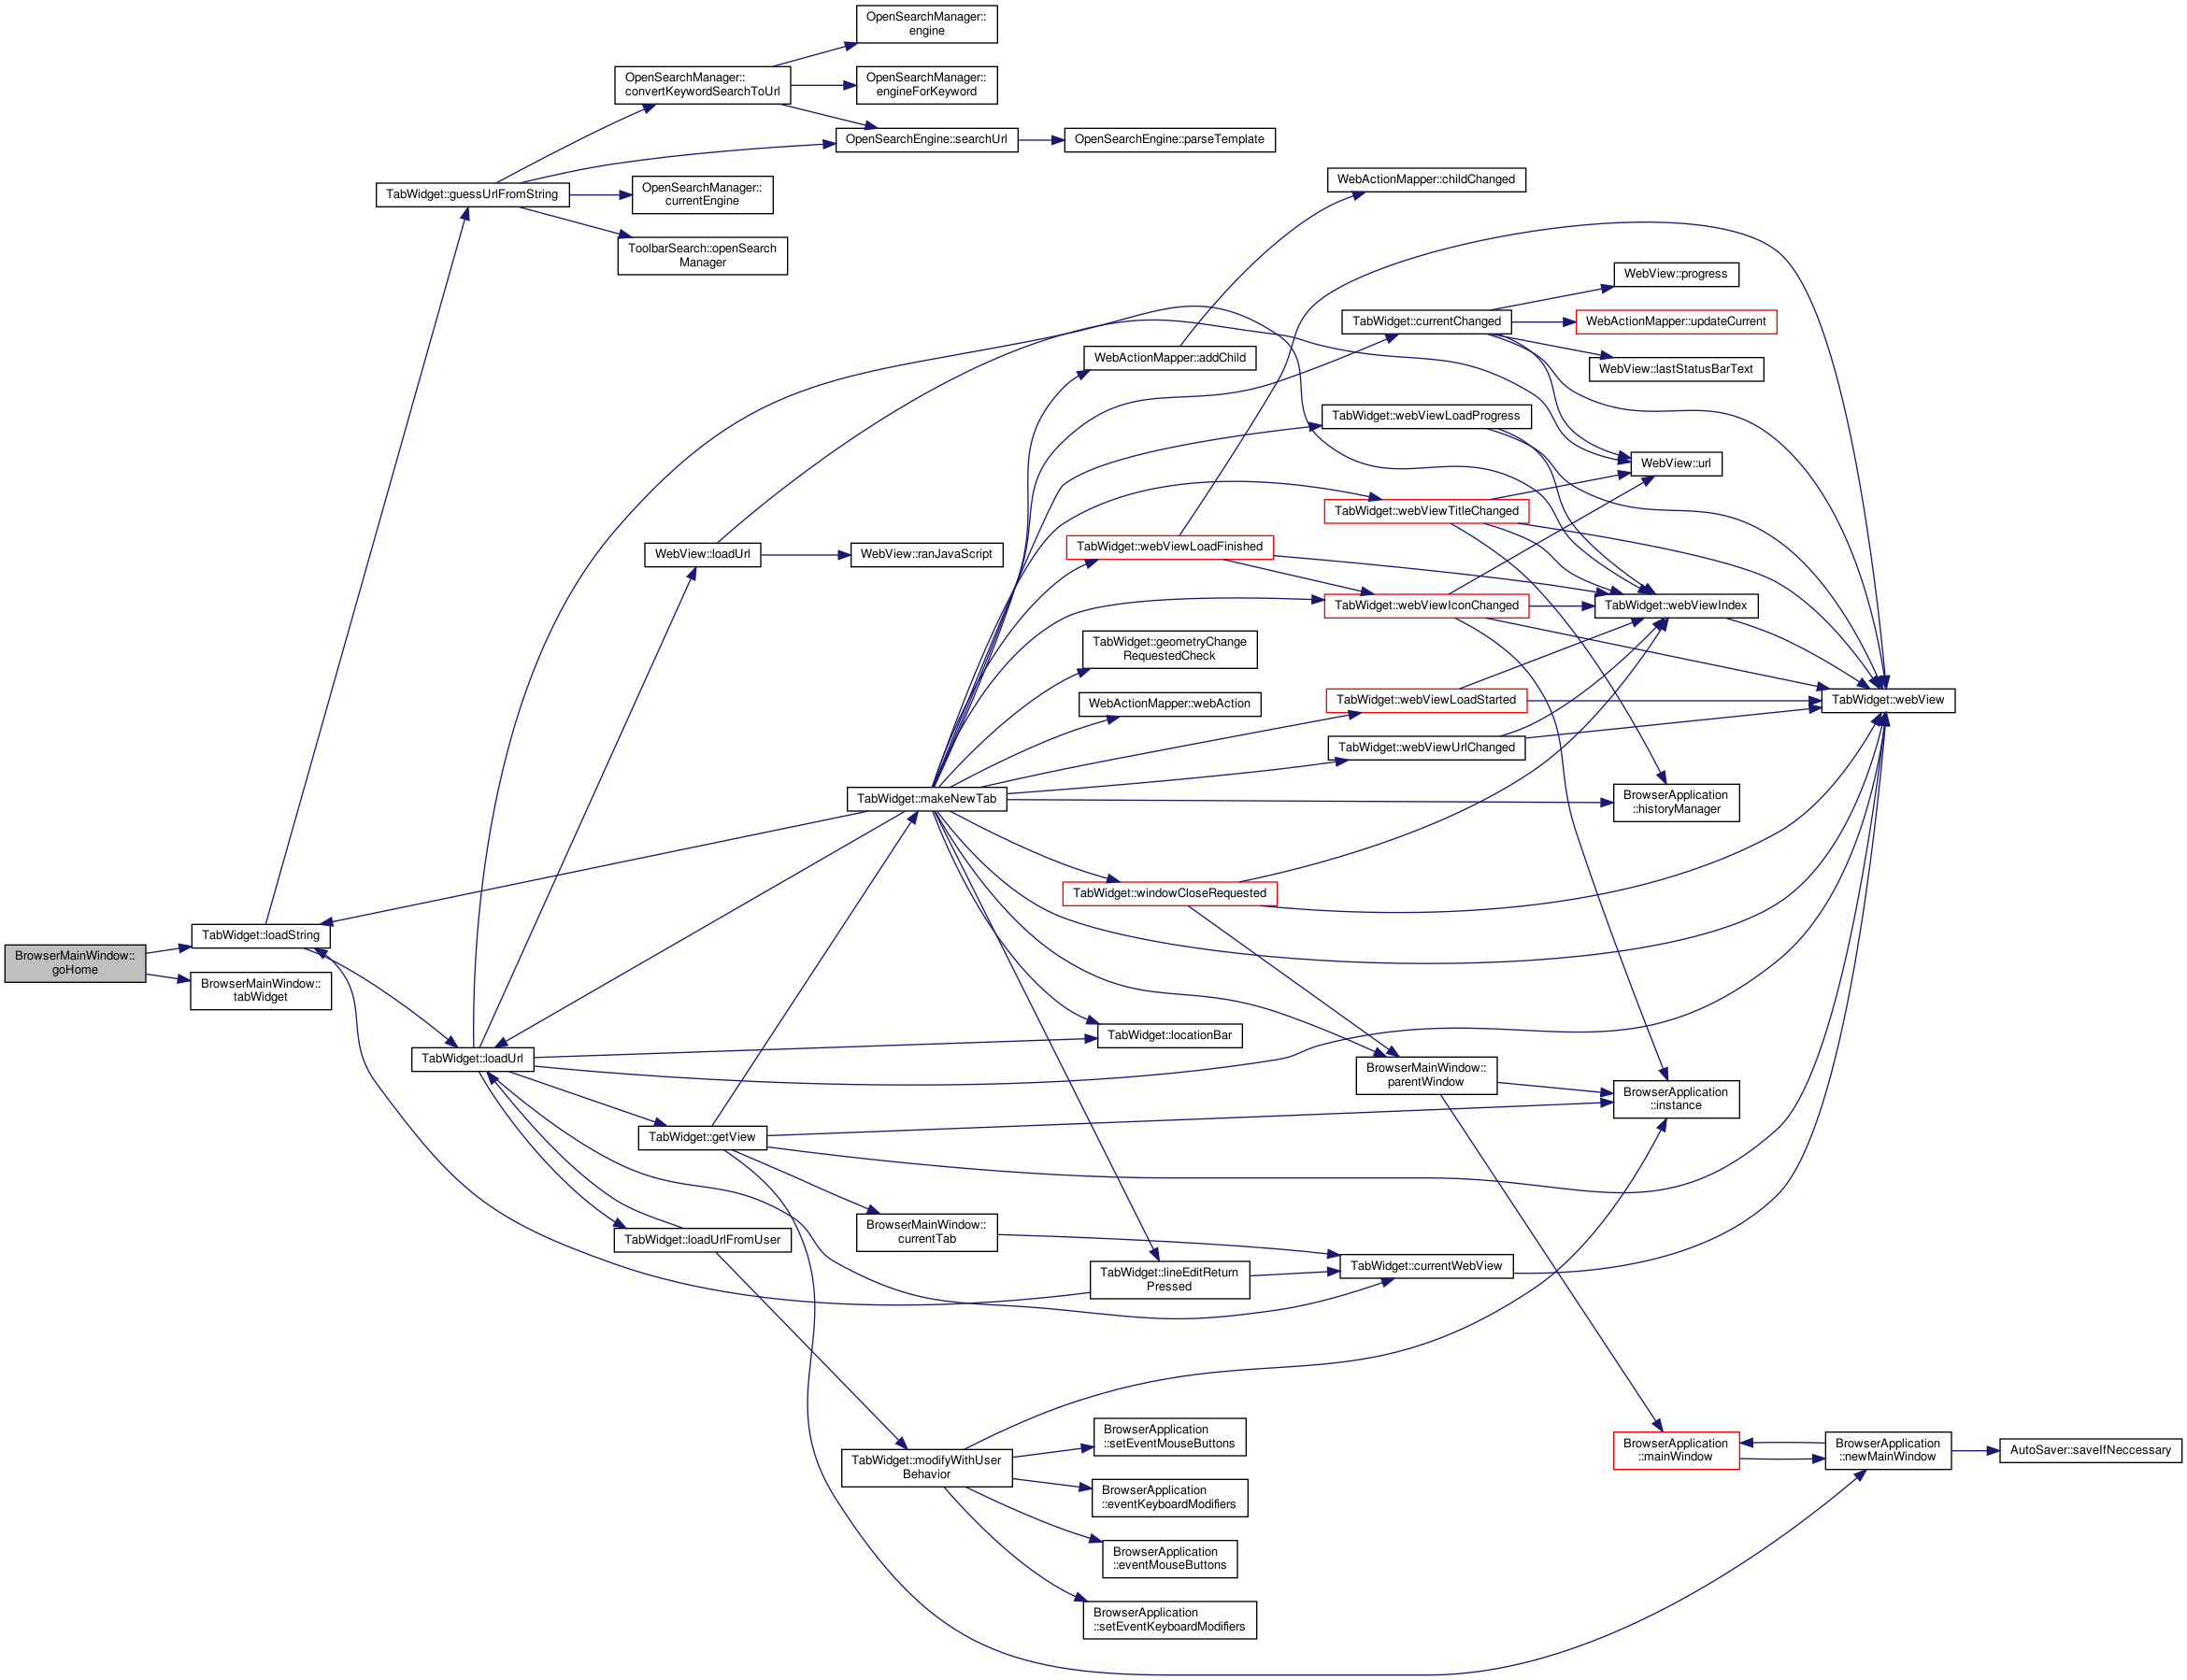 OpenSearchManager::
engine
OpenSearchManager::
convertKeywordSearchToUrl
OpenSearchManager::
engineForKeyword
OpenSearchEngine::searchUrl
OpenSearchEngine::parseTemplate
TabWidget::guessUrlFromString
OpenSearchManager::
currentEngine
ToolbarSearch::openSearch
Manager
WebActionMapper::childChanged
WebView::progress
TabWidget::currentChanged
WebActionMapper::updateCurrent
WebActionMapper::addChild
WebView::lastStatusBarText
TabWidget::webViewLoadProgress
WebView::url
TabWidget::webViewTitleChanged
WebView::loadUrl
WebView::ranJavaScript
TabWidget::webViewLoadFinished
TabWidget::webViewIconChanged
TabWidget::webViewIndex
TabWidget::geometryChange
RequestedCheck
WebActionMapper::webAction
TabWidget::webViewLoadStarted
TabWidget::webView
TabWidget::webViewUrlChanged
TabWidget::makeNewTab
BrowserApplication
::historyManager
TabWidget::windowCloseRequested
TabWidget::loadString
BrowserMainWindow::
goHome
BrowserMainWindow::
tabWidget
TabWidget::locationBar
TabWidget::loadUrl
BrowserMainWindow::
parentWindow
BrowserApplication
::instance
TabWidget::getView
BrowserMainWindow::
currentTab
TabWidget::loadUrlFromUser
TabWidget::lineEditReturn
Pressed
TabWidget::currentWebView
BrowserApplication
::setEventMouseButtons
TabWidget::modifyWithUser
Behavior
BrowserApplication
::mainWindow
BrowserApplication
::newMainWindow
AutoSaver::saveIfNeccessary
BrowserApplication
::eventKeyboardModifiers
BrowserApplication
::eventMouseButtons
BrowserApplication
::setEventKeyboardModifiers